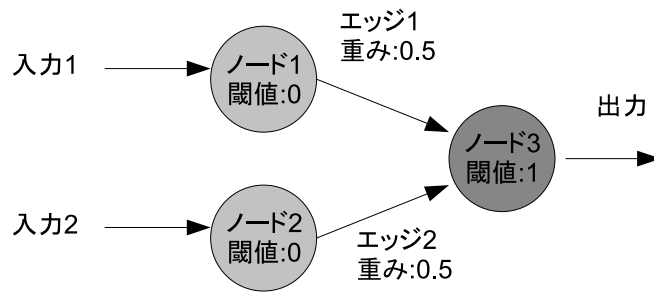 入力1
ノード1
閾値:0
エッジ1
重み:0.5
ノード3
閾値:1
出力
入力2
ノード2
閾値:0
エッジ2
重み:0.5